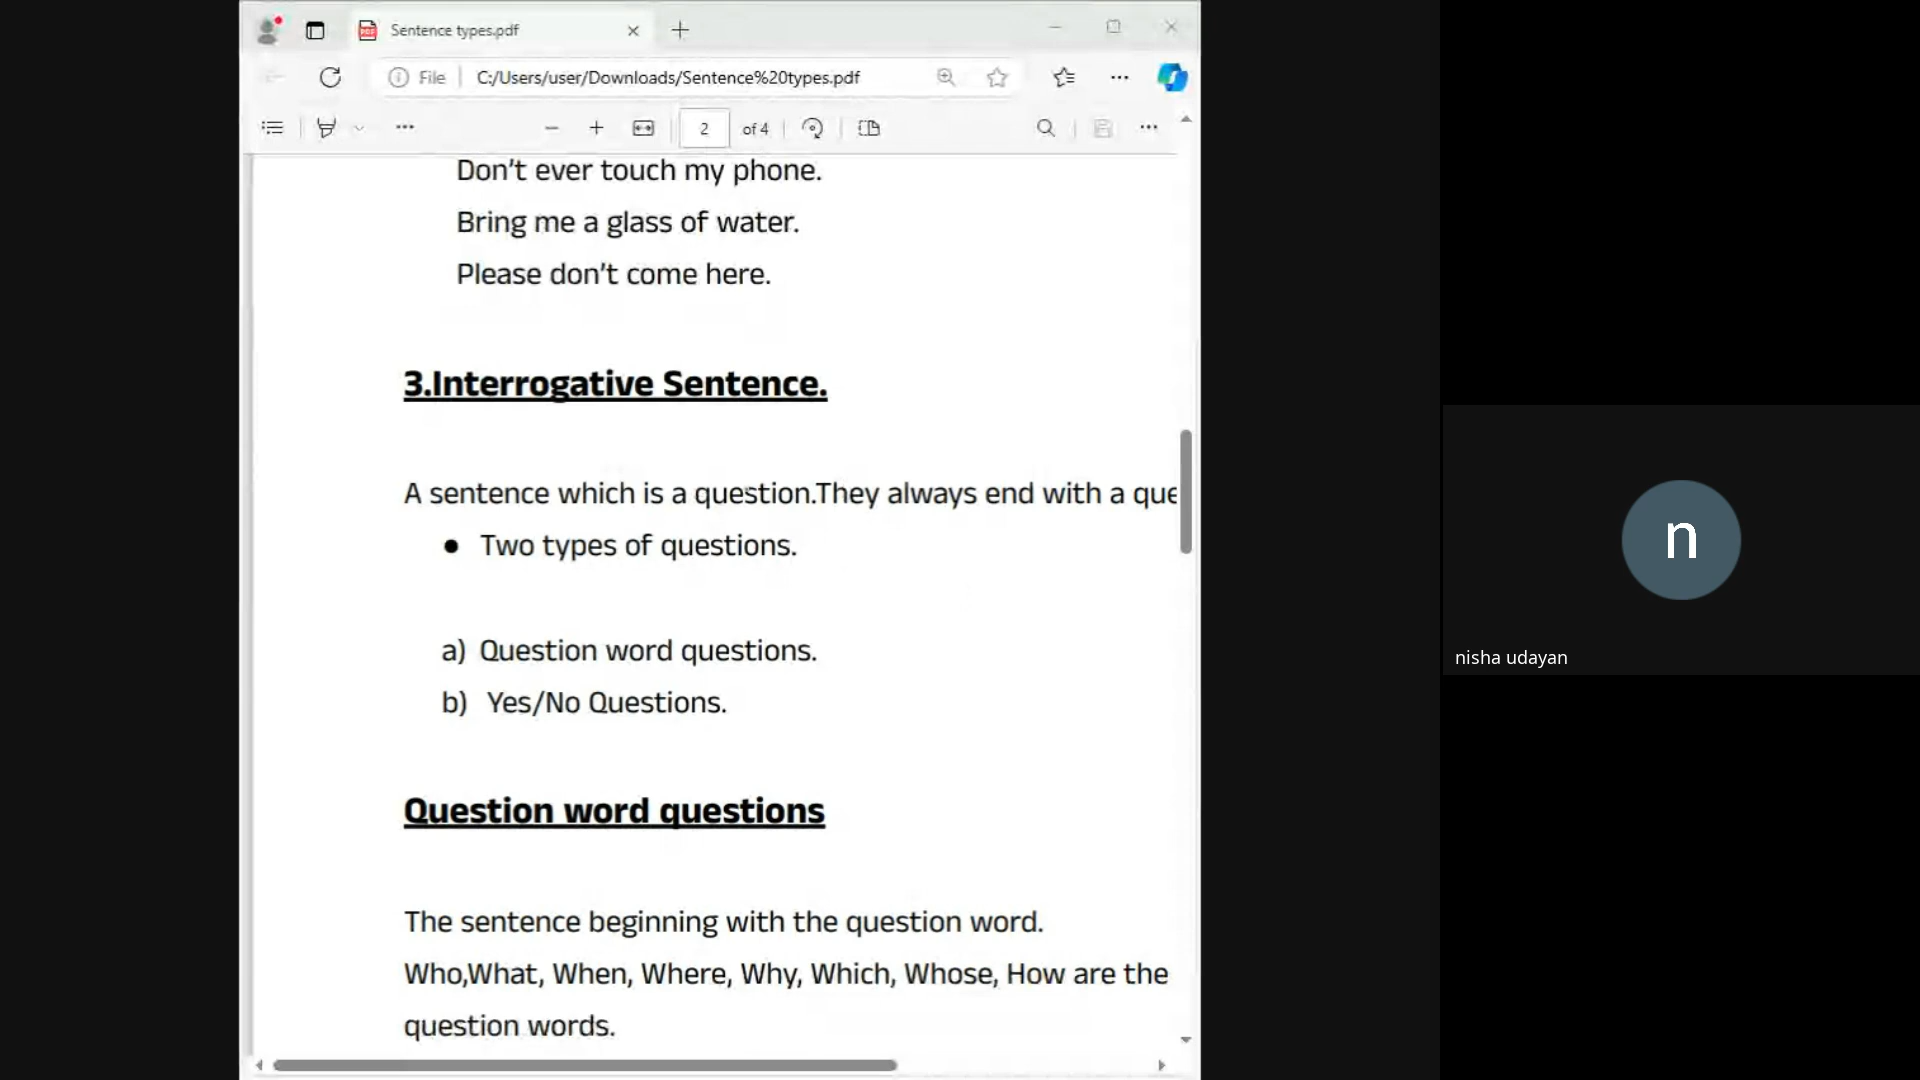 Sentence types.pdf
File
C:/Users/user/Downloads/Sentence%20types.pdf
2 of 4
Don't ever touch my phone.
Bring me a glass of water.
Please don't come here.
3.Interrogative Sentence.
A sentence which is a question.They always end with a que
● Two types of questions.
a) Question word questions.
b) Yes/No Questions.
Question word questions
The sentence beginning with the question word.
Who,What, When, Where, Why, Which, Whose, How are the
question words.
n
nisha udayan